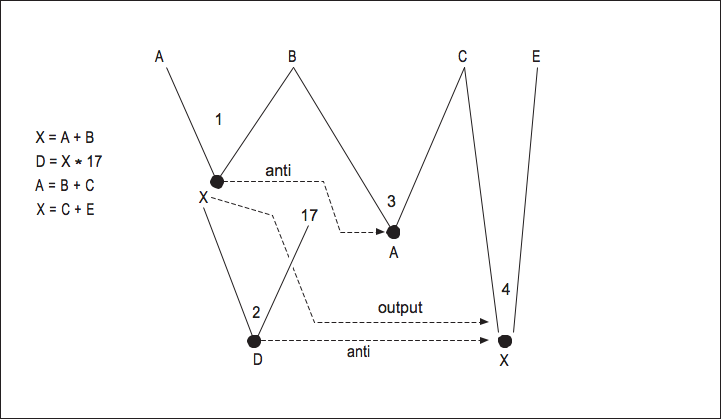 A B C E
1
X = A + B
D = X * 17
A = B + C
X = C + E
anti
X
17
3
A
2
output
4
D
anti
X